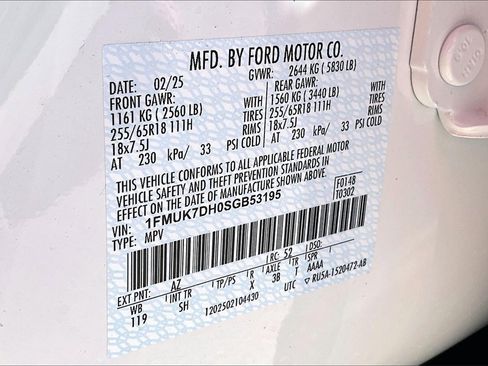 MFD. BY FORD MOTOR CO.
DATE: 02/25 GVWR: 2644 KG ( 5830 LB)
FRONT GAWR: REAR GAWR:
1161 KG ( 2560 LB) WITH 1560 KG ( 3440 LB) WITH
255/65R18 111H TIRES 255/65R18 111H TIRES
18x7.5J RIMS 18x7.5J RIMS
AT 230 kPa/ 33 PSI COLD AT 230 kPa/ 33 PSI COLD
THIS VEHICLE CONFORMS TO ALL APPLICABLE FEDERAL MOTOR
VEHICLE SAFETY AND THEFT PREVENTION STANDARDS IN
EFFECT ON THE DATE OF MANUFACTURE SHOWN ABOVE.
VIN: 1FMUK7DH0SGB53195 F0148
TYPE: MPV T0302
EXT PNT: AZ RC: 52 DSO:
WB INT TR TP/PS R AXLE TR SPR
119 SH X 3B T AAAA
1202502104430 UTC RU5A-1520472-AB